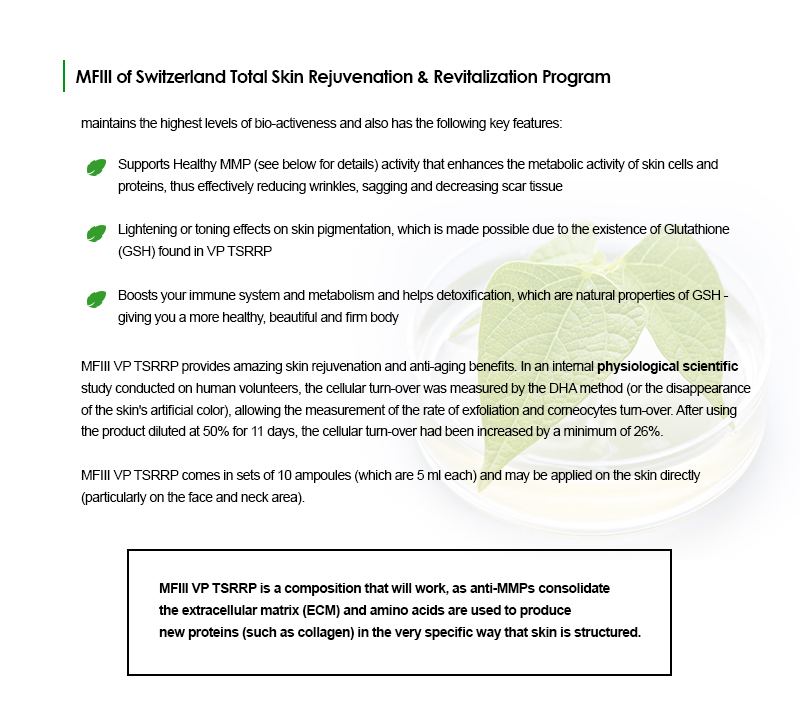 MFIII of Switzerland Total Skin Rejuvenation & Revitalization Program
maintains the highest levels of bio-activeness and also has the following key features:
Supports Healthy MMP (see below for details) activity that enhances the metabolic activity of skin cells and
proteins, thus effectively reducing wrinkles, sagging and decreasing scar tissue
Lightening or toning effects on skin pigmentation, which is made possible due to the existence of Glutathione
(GSH) found in VP TSRRP
Boosts your immune system and metabolism and helps detoxification, which are natural properties of GSH -
giving you a more healthy, beautiful and firm body
MFIII VP TSRRP provides amazing skin rejuvenation and anti-aging benefits. In an internal physiological scientific
study conducted on human volunteers, the cellular turn-over was measured by the DHA method (or the disappearance
of the skin's artificial color), allowing the measurement of the rate of exfoliation and corneocytes turn-over. After using
the product diluted at 50% for 11 days, the cellular turn-over had been increased by a minimum of 26%.
MFIII VP TSRRP comes in sets of 10 ampoules (which are 5 ml each) and may be applied on the skin directly
(particularly on the face and neck area).
MFIII VP TSRRP is a composition that will work, as anti-MMPs consolidate
the extracellular matrix (ECM) and amino acids are used to produce
new proteins (such as collagen) in the very specific way that skin is structured.